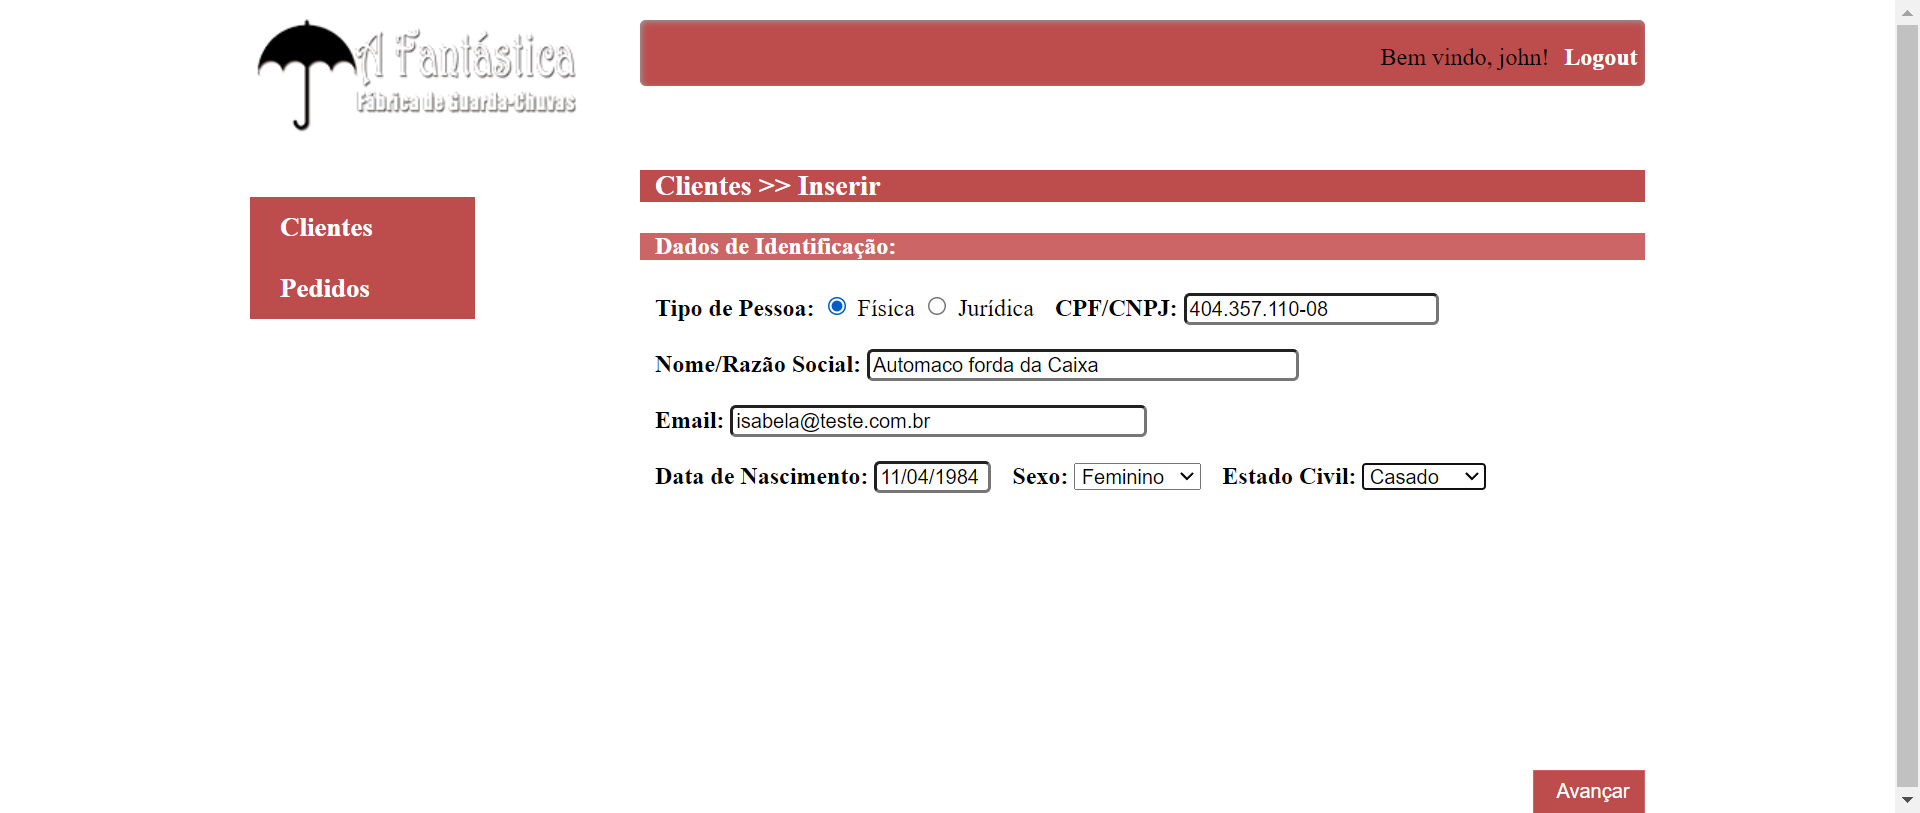 A Fantástica
Fábrica de Guarda-Chuvas
Bem vindo, john! Logout
Clientes
Pedidos
Clientes >> Inserir
Dados de Identificação:
Tipo de Pessoa: Física Jurídica CPF/CNPJ: 404.357.110-08
Nome/Razão Social: Automaco forda da Caixa
Email: isabela@teste.com.br
Data de Nascimento: 11/04/1984 Sexo: Feminino Estado Civil: Casado
Avançar